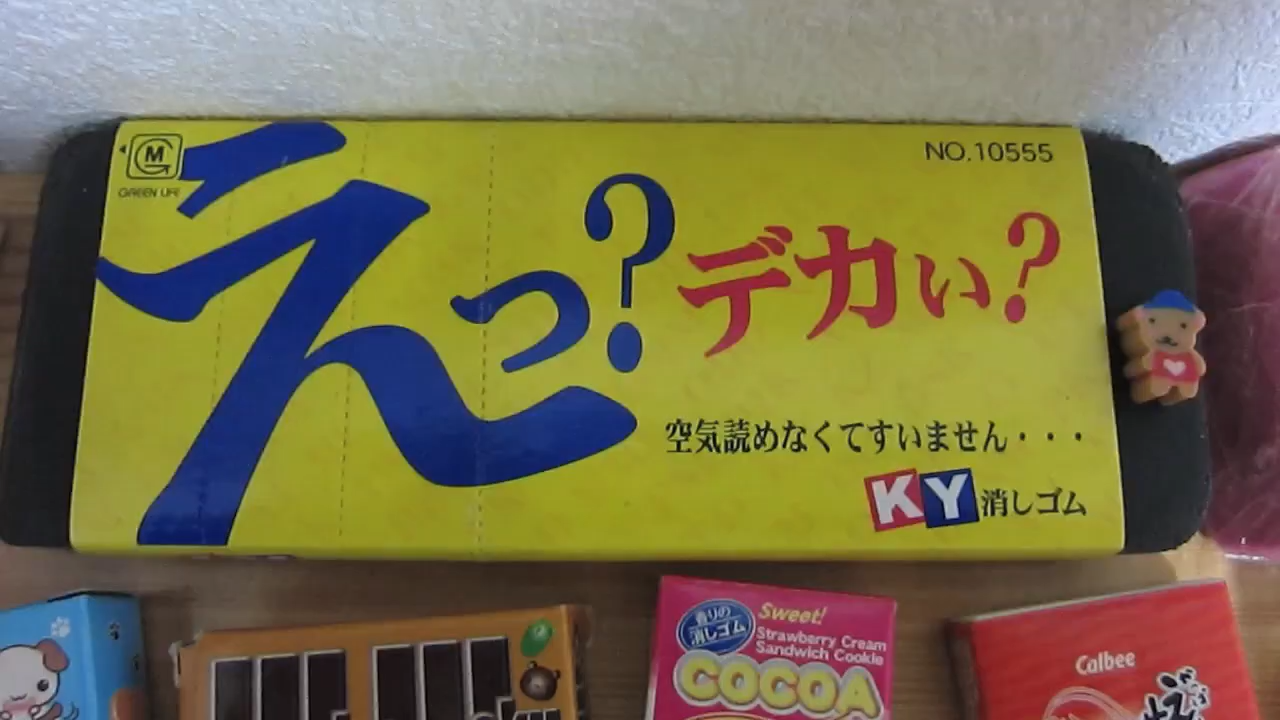 M
GREEN LIFE
NO.10555
えっ?デカい?
空気読めなくてすいません・・・
KY消しゴム
香りの
消しゴム
Sweet!
Strawberry Cream
Sandwich Cookie
COCOA
Calbee